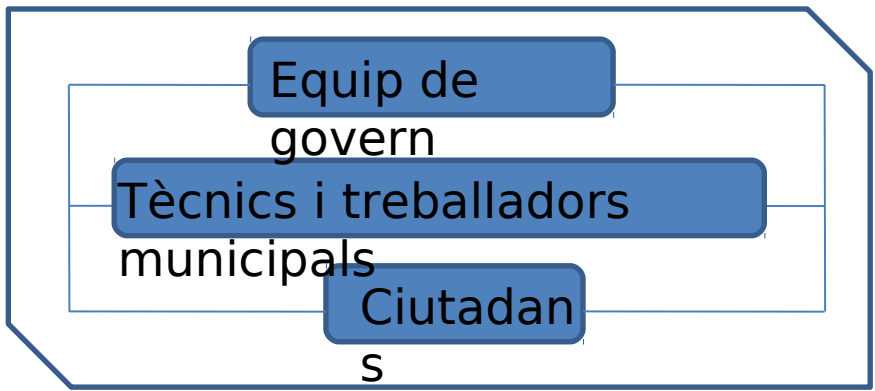 Equip de
govern
Tècnics i treballadors
municipals
Ciutadan
s